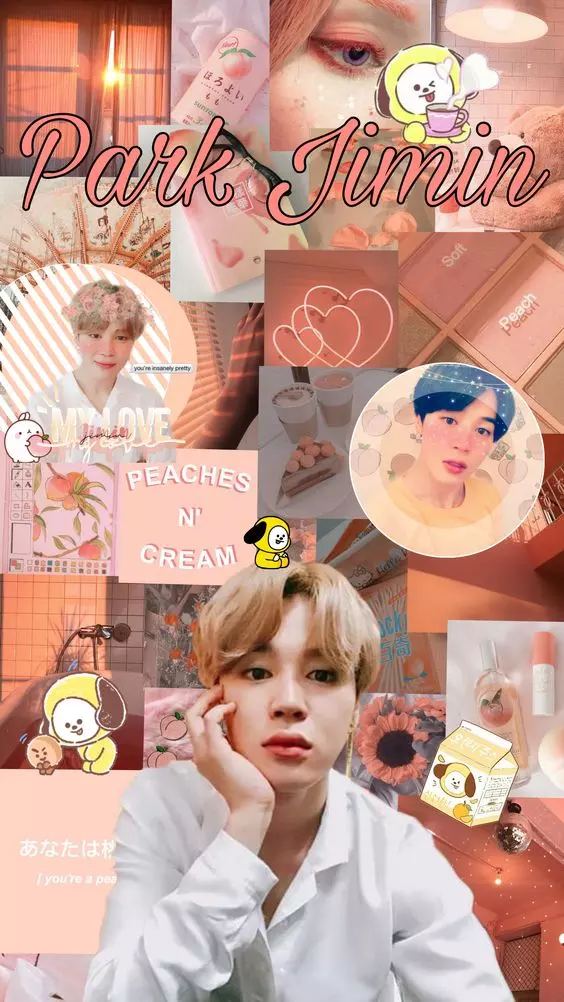 ほろよい
もも
Park Jimin
Soft
Peach
you're insanely pretty
MY LOVE
jimin
PEACHES
N'
CREAM
あなたは桃
[ you're a pea